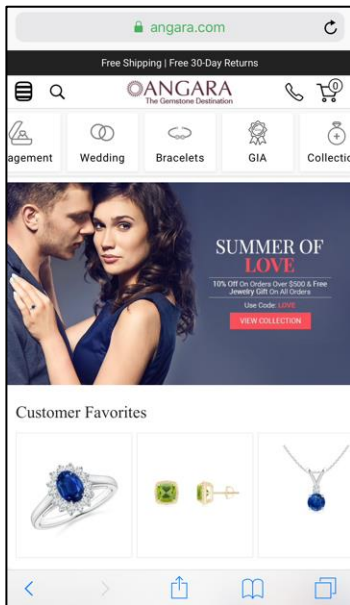 angara.com
Free Shipping | Free 30-Day Returns
ANGARA
The Gemstone Destination
0
agement Wedding Bracelets GIA Collectic
SUMMER OF
LOVE
10% Off On Orders Over $500 & Free
Jewelry Gift On All Orders
Use Code: LOVE
VIEW COLLECTION
Customer Favorites